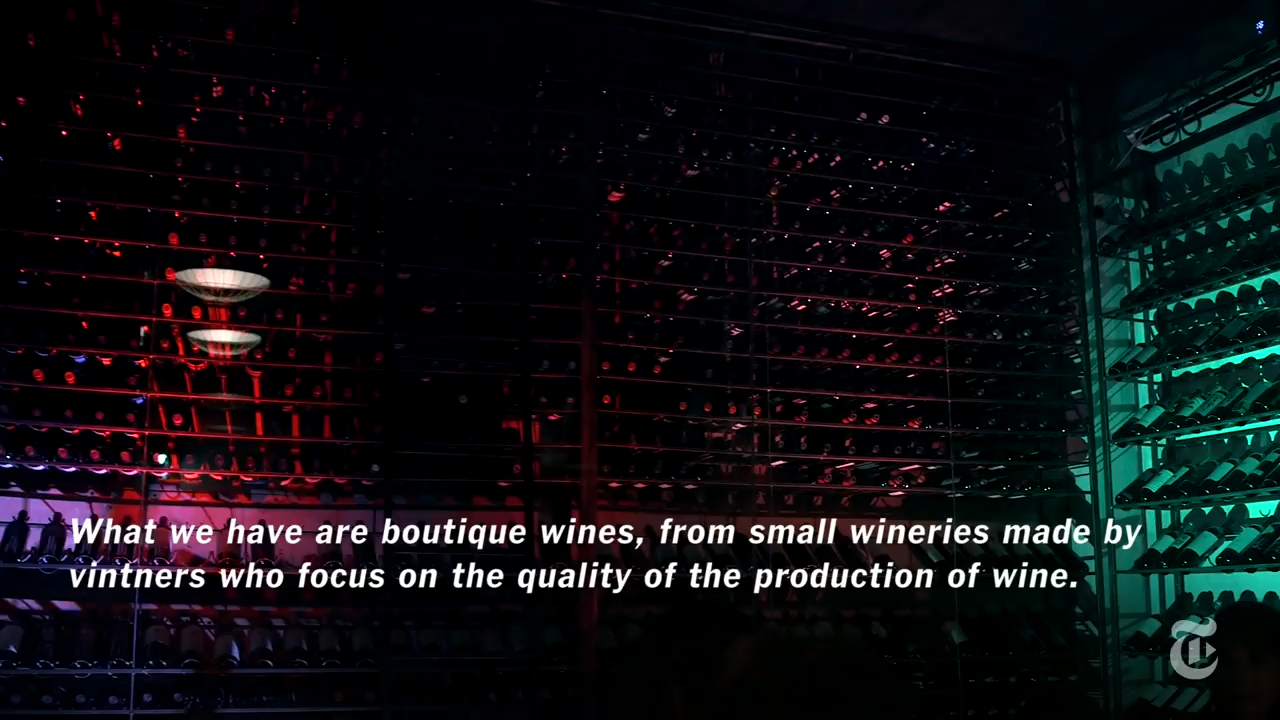 What we have are boutique wines, from small wineries made by
vintners who focus on the quality of the production of wine.